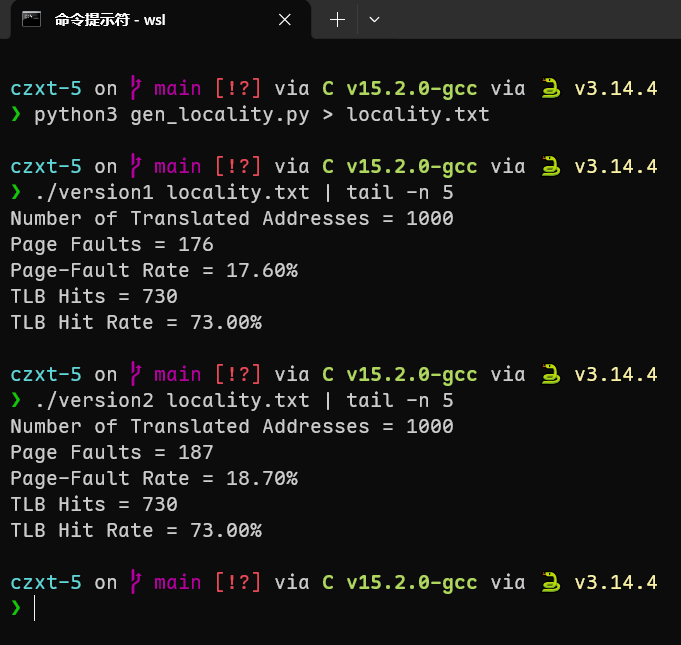 命令提示符 - wsl
czxt-5 on main [!?] via C v15.2.0-gcc via v3.14.4
❯ python3 gen_locality.py > locality.txt
czxt-5 on main [!?] via C v15.2.0-gcc via v3.14.4
❯ ./version1 locality.txt | tail -n 5
Number of Translated Addresses = 1000
Page Faults = 176
Page-Fault Rate = 17.60%
TLB Hits = 730
TLB Hit Rate = 73.00%
czxt-5 on main [!?] via C v15.2.0-gcc via v3.14.4
❯ ./version2 locality.txt | tail -n 5
Number of Translated Addresses = 1000
Page Faults = 187
Page-Fault Rate = 18.70%
TLB Hits = 730
TLB Hit Rate = 73.00%
czxt-5 on main [!?] via C v15.2.0-gcc via v3.14.4
❯